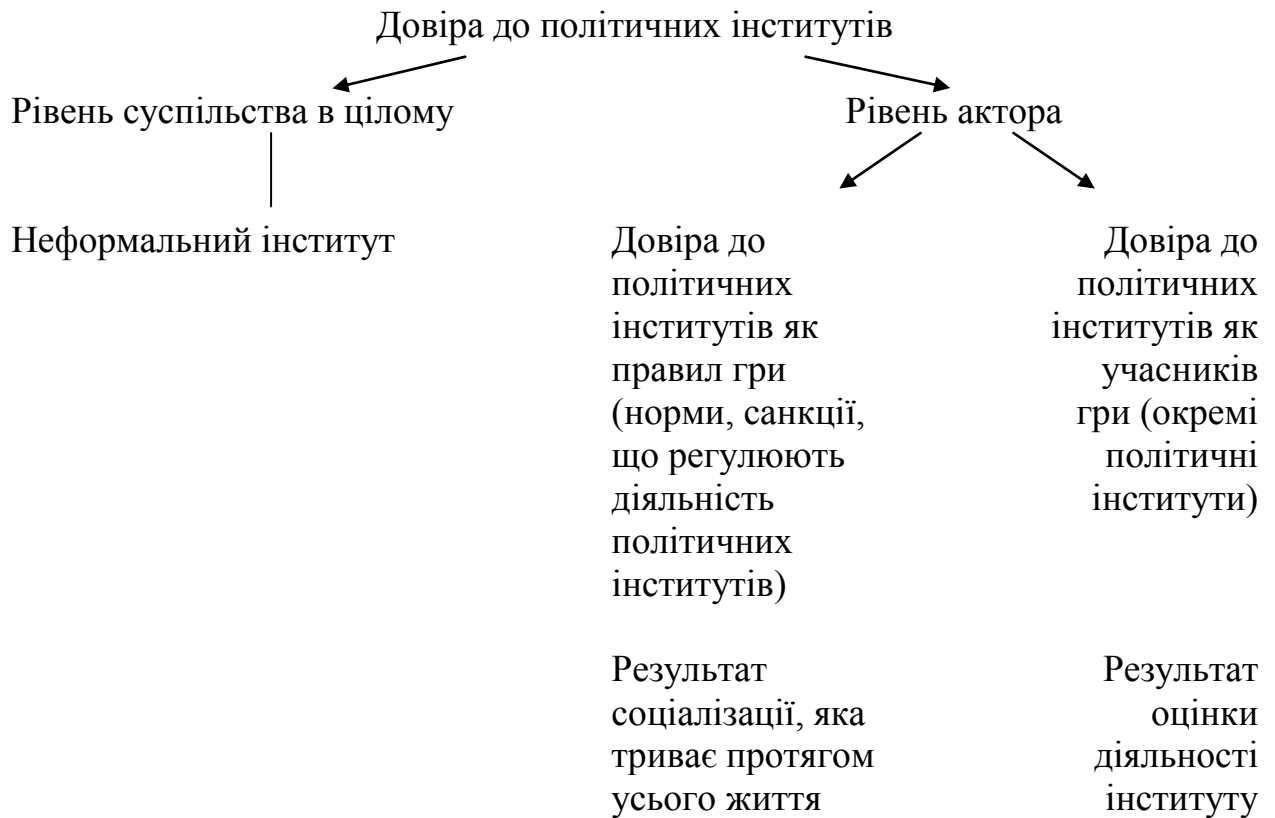 Довіра до політичних інститутів
Рівень суспільства в цілому
Рівень актора
Неформальний інститут
Довіра до
політичних
інститутів як
правил гри
(норми, санкції,
що регулюють
діяльність
політичних
інститутів)
Довіра до
політичних
інститутів як
учасників
гри (окремі
політичні
інститути)
Результат
соціалізації, яка
триває протягом
усього життя
Результат
оцінки
діяльності
інституту